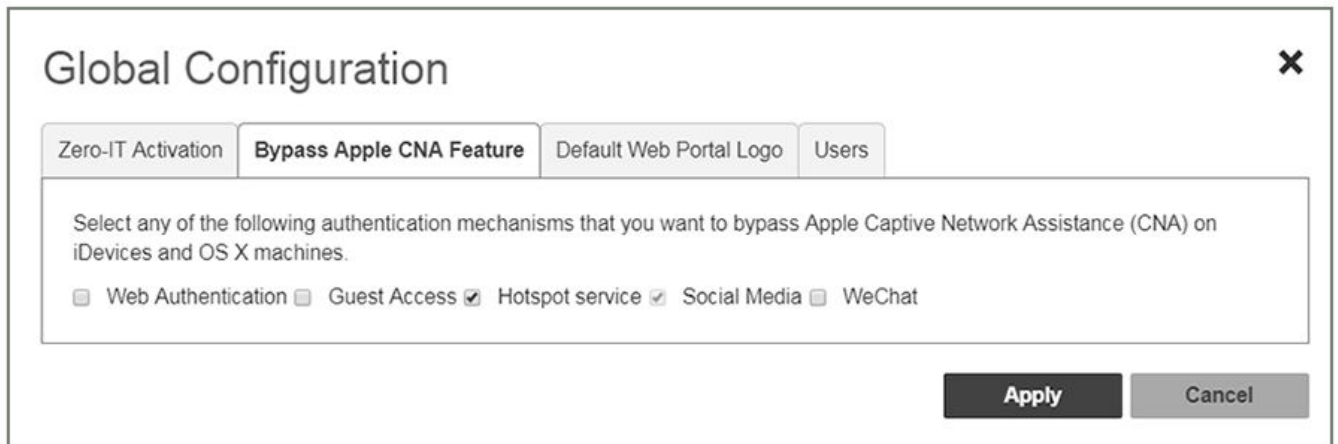 Global Configuration
Zero-IT Activation Bypass Apple CNA Feature Default Web Portal Logo Users
Select any of the following authentication mechanisms that you want to bypass Apple Captive Network Assistance (CNA) on
iDevices and OS X machines.
Web Authentication Guest Access Hotspot service Social Media WeChat
Apply Cancel